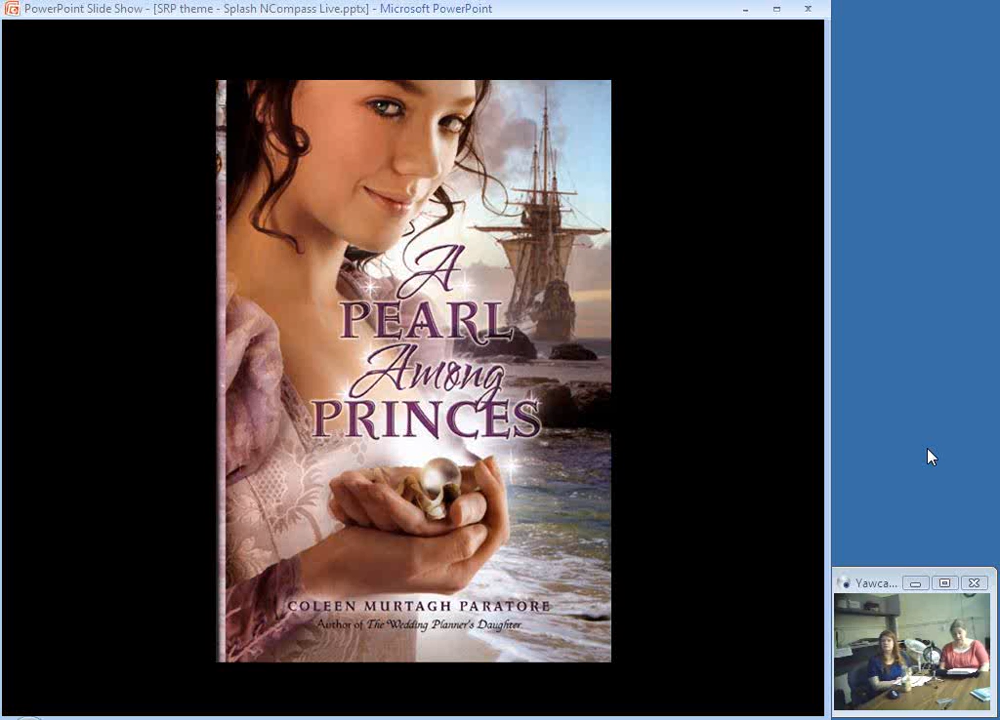 PowerPoint Slide Show - [SRP theme - Splash NCompass Live.pptx] - Microsoft PowerPoint
A
PEARL
Among
PRINCES
COLEEN MURTAGH PARATORE
Author of The Wedding Planner's Daughter
Yawca...